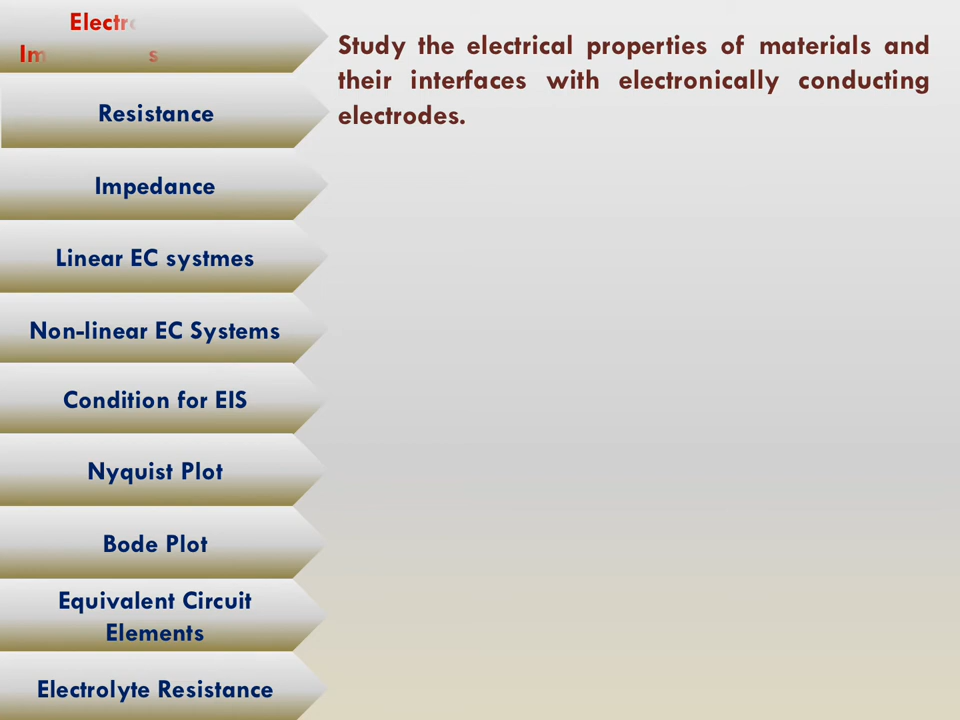 Resistance
Impedance
Linear EC systmes
Non-linear EC Systems
Condition for EIS
Nyquist Plot
Bode Plot
Equivalent Circuit
Elements
Electrolyte Resistance
Study the electrical properties of materials and
their interfaces with electronically conducting
electrodes.